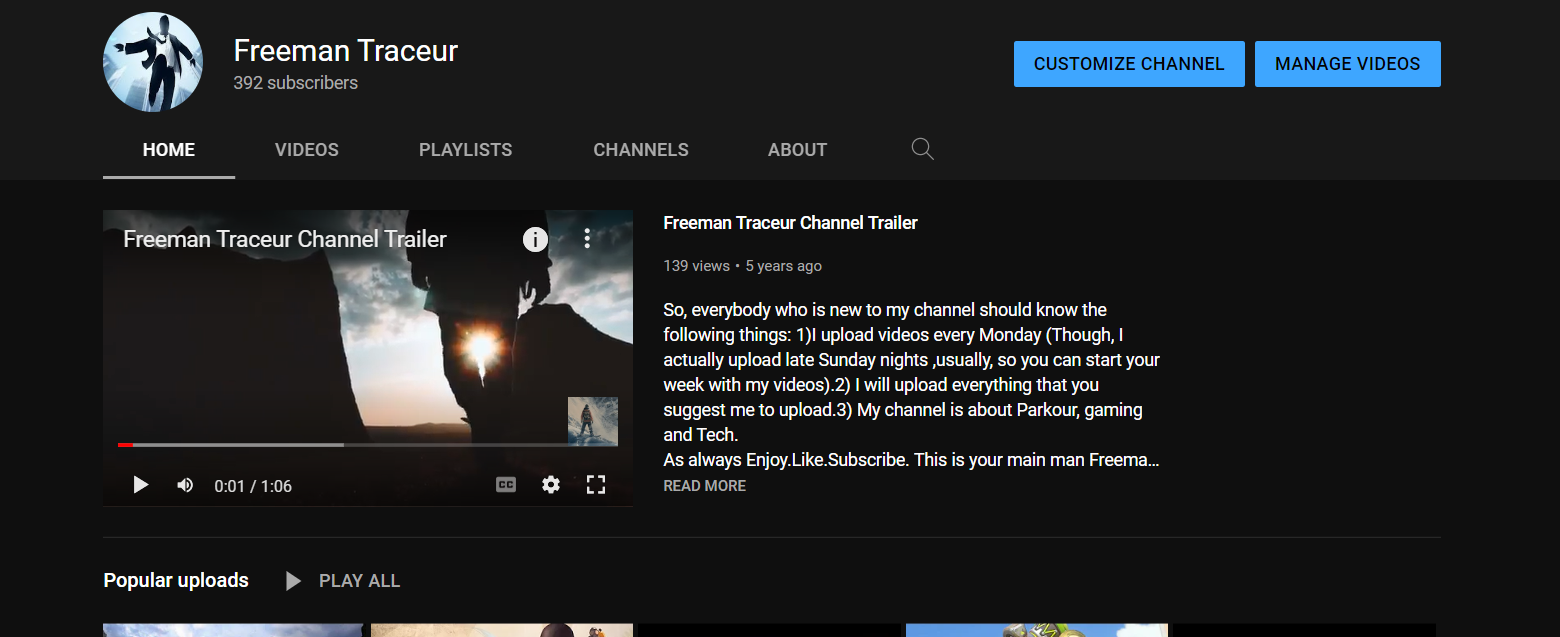 Freeman Traceur
392 subscribers
CUSTOMIZE CHANNEL
MANAGE VIDEOS
HOME
VIDEOS
PLAYLISTS
CHANNELS
ABOUT
Freeman Traceur Channel Trailer
i
0:01 / 1:06
CC
Freeman Traceur Channel Trailer
139 views • 5 years ago
So, everybody who is new to my channel should know the
following things: 1)I upload videos every Monday (Though, I
actually upload late Sunday nights ,usually, so you can start your
week with my videos).2) I will upload everything that you
suggest me to upload.3) My channel is about Parkour, gaming
and Tech.
As always Enjoy.Like.Subscribe. This is your main man Freema...
READ MORE
Popular uploads
PLAY ALL